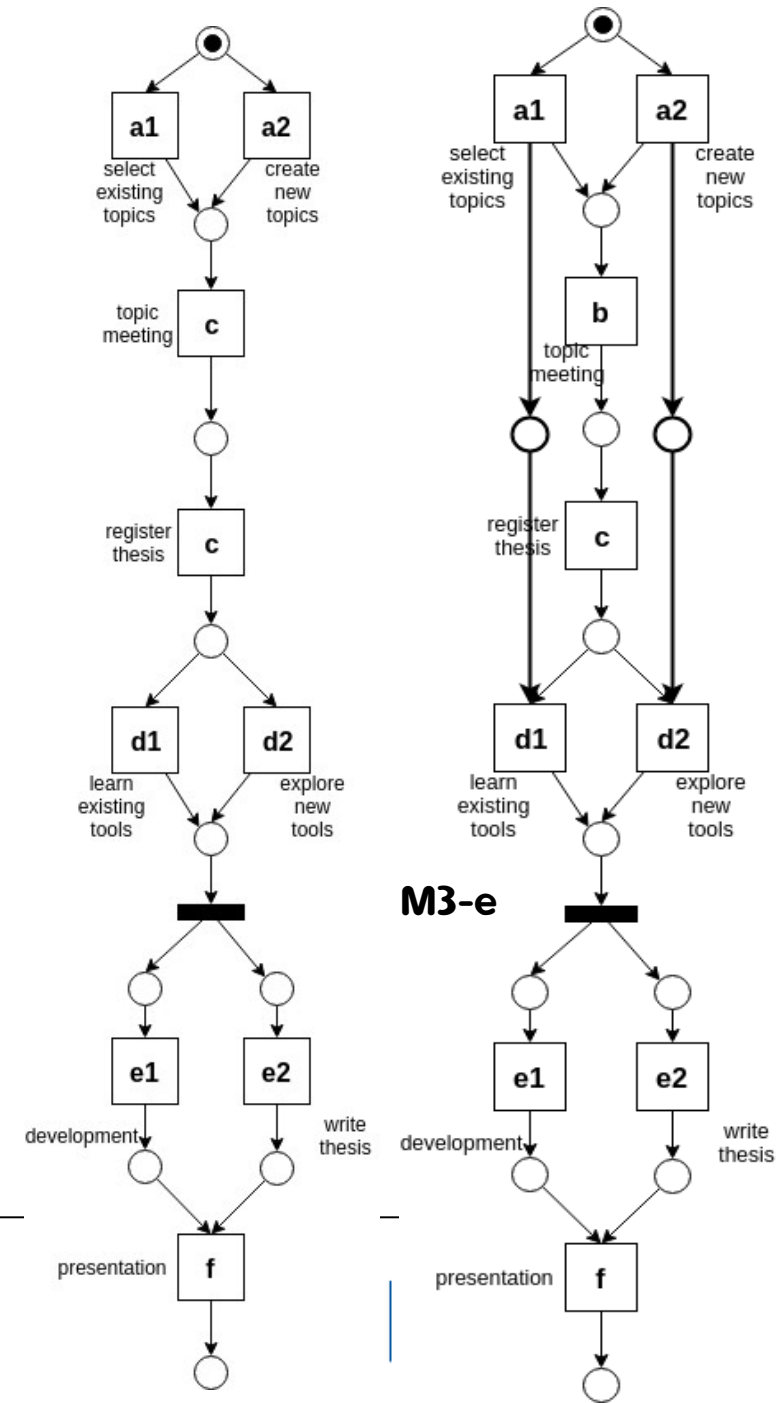 a1
a2
select
existing
topics
create
new
topics
c
topic
meeting
c
register
thesis
d1
d2
learn
existing
tools
explore
new
tools
e1
e2
development
write
thesis
f
presentation
a1
a2
select
existing
topics
create
new
topics
b
topic
meeting
c
register
thesis
d1
d2
learn
existing
tools
explore
new
tools
M3-e
e1
e2
development
write
thesis
f
presentation